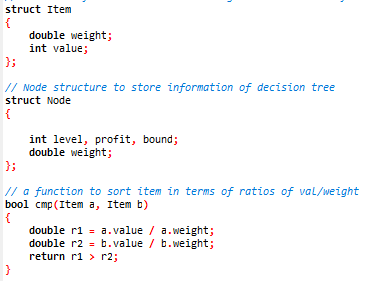 struct Item
{
    double weight;
    int value;
};
// Node structure to store information of decision tree
struct Node
{
    int level, profit, bound;
    double weight;
};
// a function to sort item in terms of ratios of val/weight
bool cmp(Item a, Item b)
{
    double r1 = a.value / a.weight;
    double r2 = b.value / b.weight;
    return r1 > r2;
}